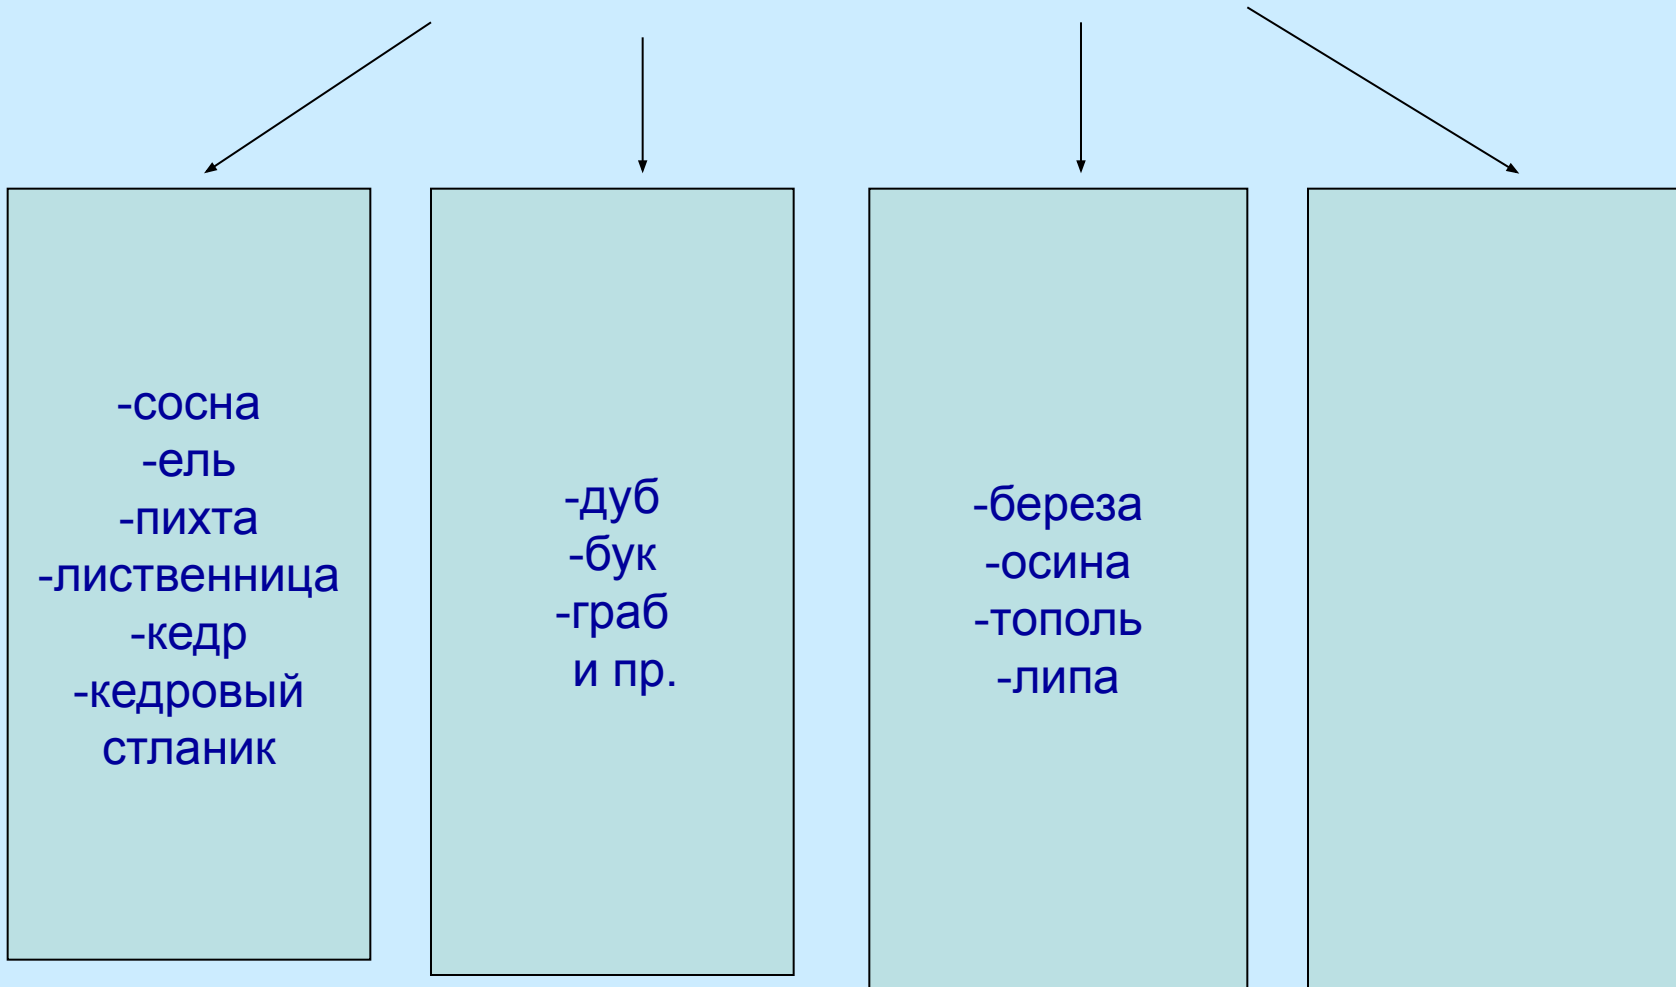 -сосна
-ель
-пихта
-лиственница
-кедр
-кедровый
стланик
-дуб
-бук
-граб
и пр.
-береза
-осина
-тополь
-липа